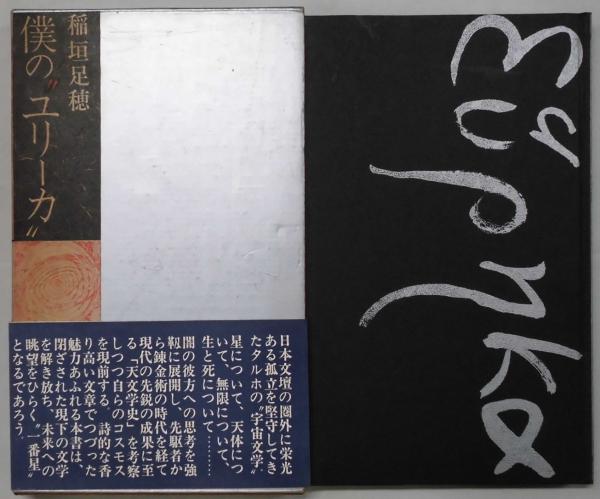 稲垣足穂
僕の〝ユリーカ〟
日本文壇の圏外に栄光
ある孤立を堅守してき
たタルホの〝宇宙文学〟
星について、天体につ
いて、無限について、
生と死について………
闇の彼方への思考を強
靱に展開し、先駆者か
ら錬金術の時代を経て
現代の先鋭の成果に至
る「天文学史」を考察
しつつ自らのコスモス
を現前する。詩的な香
り高い文章でつづった
魅力あふれる本書は、
閉ざされた現下の文学
を解き放ち、未来への
眺望をひらく〝一番星〟
となるであろう。
Εὕρηκα